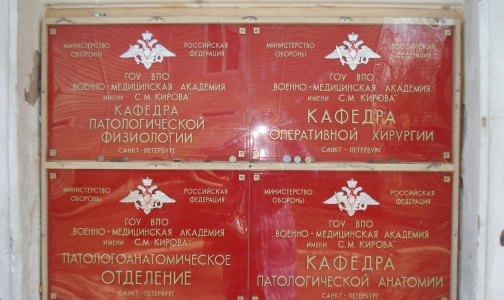 МИНИСТЕРСТВО
ОБОРОНЫ
РОССИЙСКАЯ
ФЕДЕРАЦИЯ
ГОУ ВПО
„ВОЕННО-МЕДИЦИНСКАЯ АКАДЕМИЯ
ИМЕНИ С.М. КИРОВА"
КАФЕДРА
ПАТОЛОГИЧЕСКОЙ
ФИЗИОЛОГИИ
САНКТ-ПЕТЕРБУРГ
МИНИСТЕРСТВО
ОБОРОНЫ
РОССИЙСКАЯ
ФЕДЕРАЦИЯ
ГОУ ВПО
„ВОЕННО-МЕДИЦИНСКАЯ АКАДЕМИЯ
ИМЕНИ С.М. КИРОВА"
КАФЕДРА
ОПЕРАТИВНОЙ ХИРУРГИИ
САНКТ-ПЕТЕРБУРГ
МИНИСТЕРСТВО
ОБОРОНЫ
РОССИЙСКАЯ
ФЕДЕРАЦИЯ
ГОУ ВПО
„ВОЕННО-МЕДИЦИНСКАЯ АКАДЕМИЯ
ИМЕНИ С.М. КИРОВА"
ПАТОЛОГОАНАТОМИЧЕСКОЕ
ОТДЕЛЕНИЕ
САНКТ-ПЕТЕРБУРГ
МИНИСТЕРСТВО
ОБОРОНЫ
РОССИЙСКАЯ
ФЕДЕРАЦИЯ
ГОУ ВПО
„ВОЕННО-МЕДИЦИНСКАЯ АКАДЕМИЯ
ИМЕНИ С.М. КИРОВА"
КАФЕДРА
ПАТОЛОГИЧЕСКОЙ АНАТОМИИ
САНКТ-ПЕТЕРБУРГ